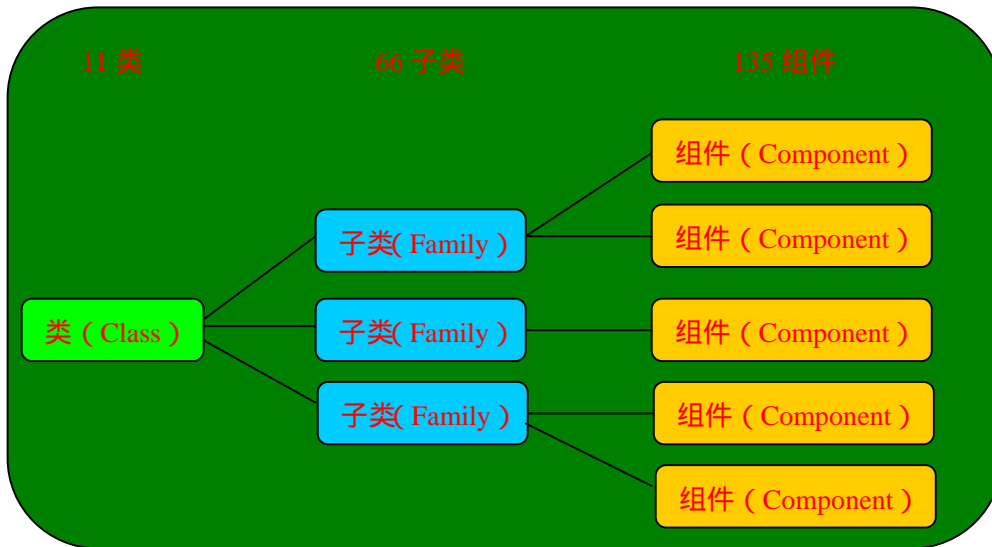 11 类
66 子类
135 组件
组件（Component）
子类（Family）
组件（Component）
类（Class）
子类（Family）
组件（Component）
子类（Family）
组件（Component）
组件（Component）